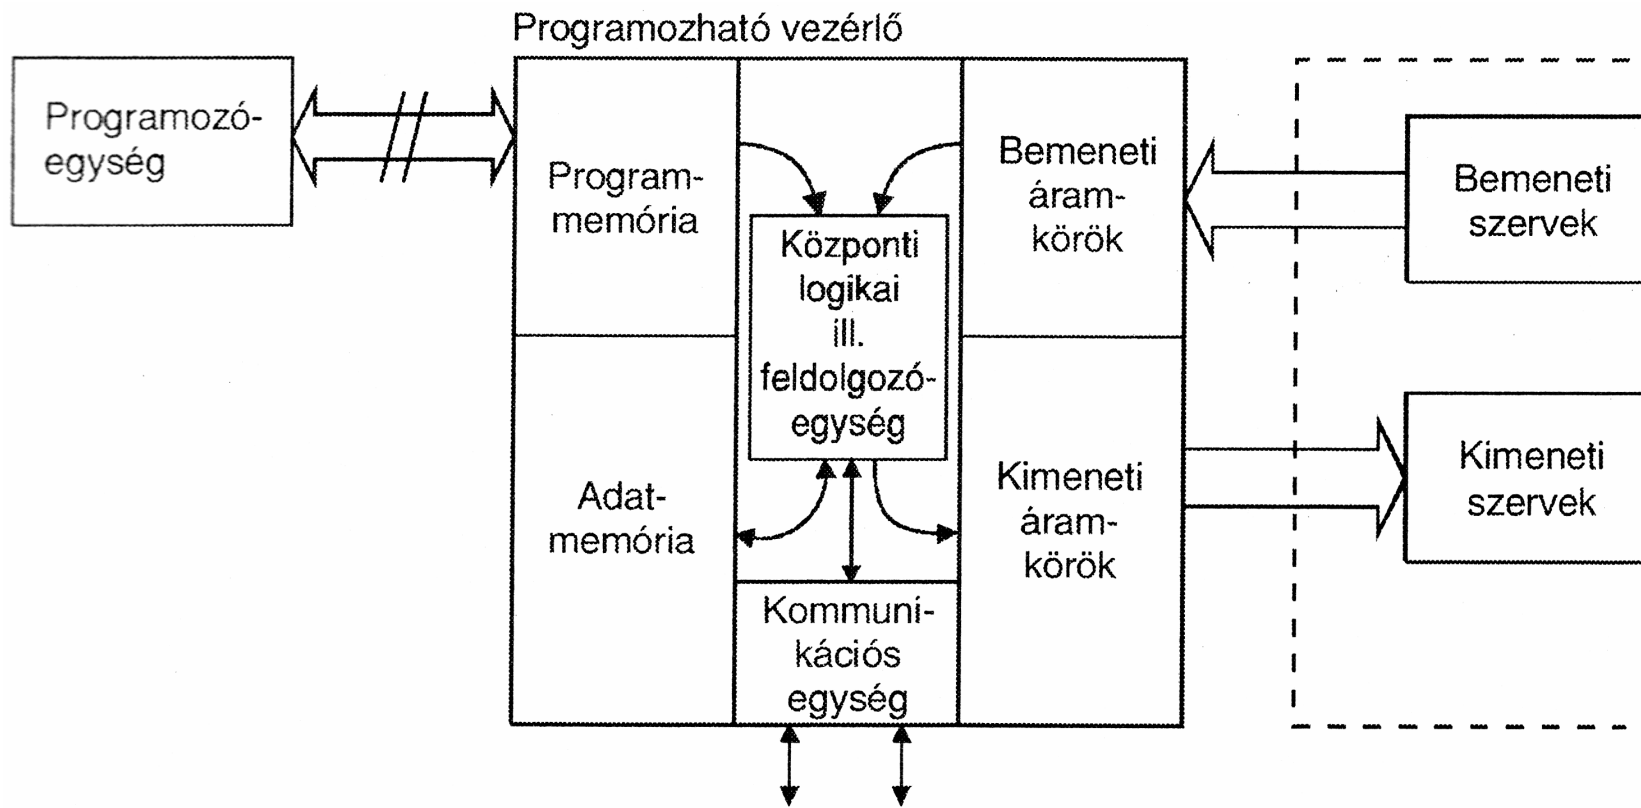 Programozható vezérlő
Programozó-
egység
Program-
memória
Adat-
memória
Központi
logikai
ill.
feldolgozó-
egység
Kommuni-
kációs
egység
Bemeneti
áram-
körök
Kimeneti
áram-
körök
Bemeneti
szervek
Kimeneti
szervek